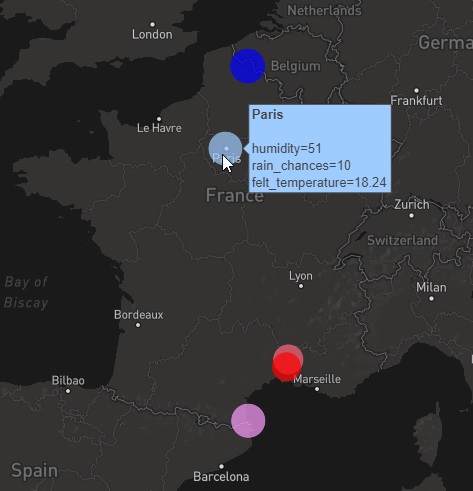 Netherlands
London
Germa
Belgium
Frankfurt
Paris
Le Havre
humidity=51
rain_chances=10
Paris
felt_temperature=18.24
France
Zurich
Switzerland
Bay of
Biscay
Lyon
Milan
Bordeaux
Bilbao
Marseille
Spain
Barcelona